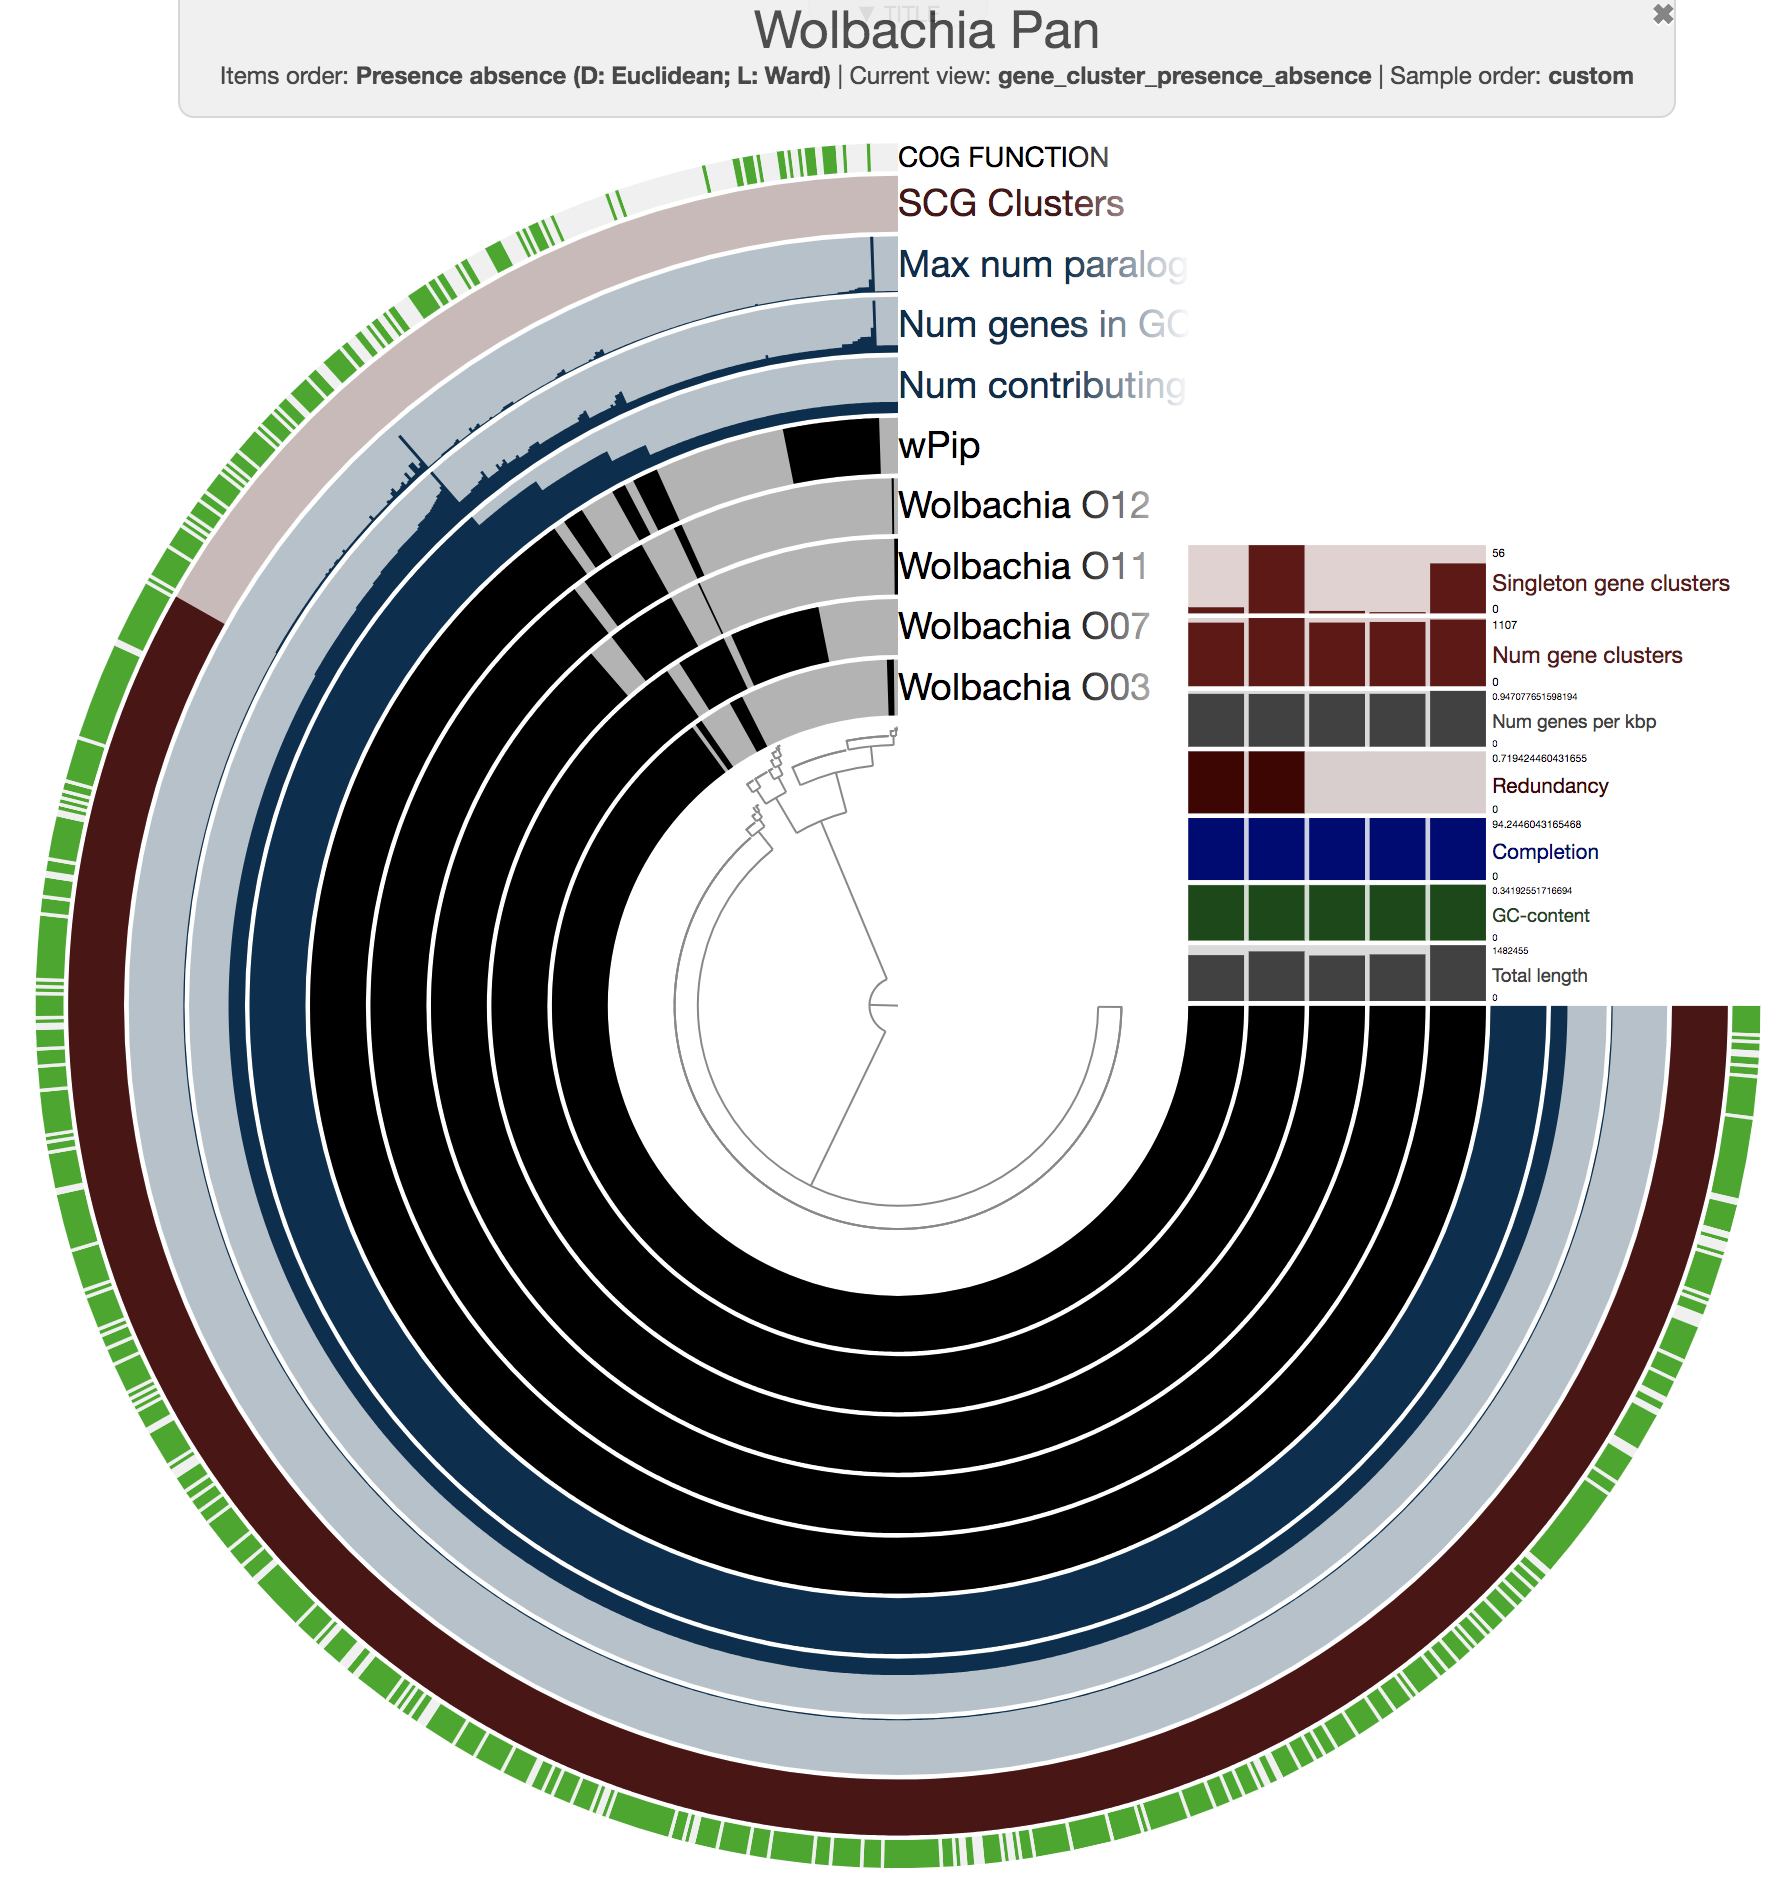 ▼ TITLE
Wolbachia Pan
✖
Items order: Presence absence (D: Euclidean; L: Ward) | Current view: gene_cluster_presence_absence | Sample order: custom
COG FUNCTION
SCG Clusters
Max num paralog
Num genes in GC
Num contributing
wPip
Wolbachia O12
Wolbachia O11
Wolbachia O07
Wolbachia O03
56
Singleton gene clusters
0
1107
Num gene clusters
0
0.947077651598194
Num genes per kbp
0
0.719424460431655
Redundancy
0
94.2446043165468
Completion
0
0.34192551716694
GC-content
0
1482455
Total length
0